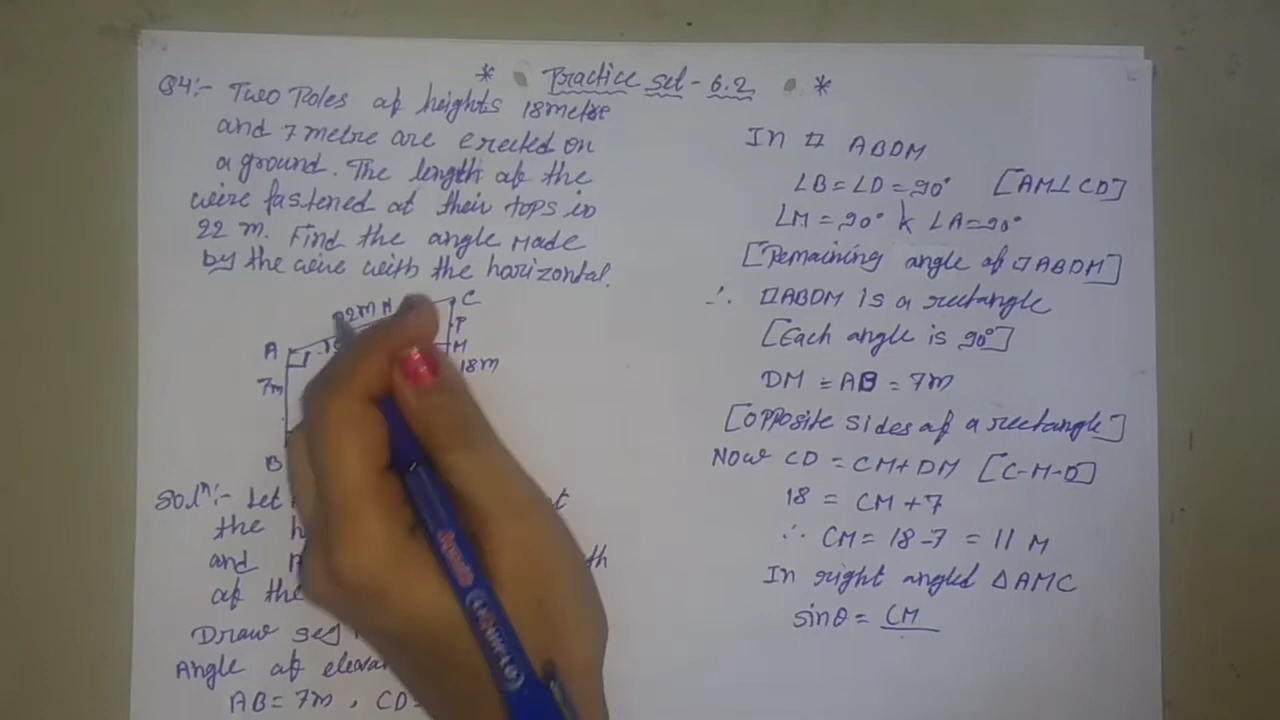 * Practice Set - 6.2 *
Q4:- Two Poles of heights 18metre
and 7 metre are erected on
a ground. The length of the
wire fastened at their tops is
22 m. Find the angle Made
by the wire with the horizontal.
22m N
C
P
A
M
7m
18m
B
Solⁿ:- Let
the
and
of the
Draw seg
Angle of
AB = 7m , CD =
In □ ABDM
∠B = ∠D = 90° [AM⊥CD]
∠M = 90° & ∠A = 90°
[Remaining angle of □ABDM]
∴ □ABDM is a rectangle
[Each angle is 90°]
DM = AB = 7m
[Opposite sides of a rectangle]
Now CD = CM + DM [C-M-D]
18 = CM + 7
∴ CM = 18 - 7 = 11 M
In right angled △AMC
sinθ = CM